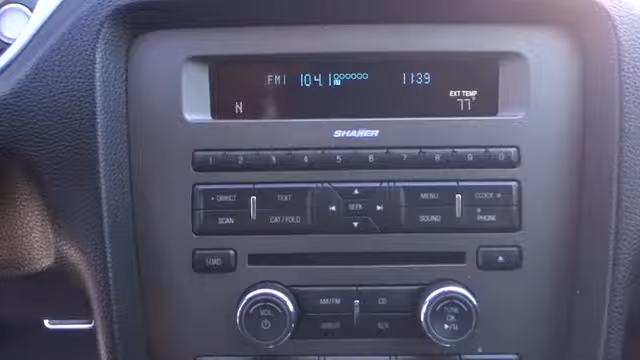 FM1 104.1 11:39
EXT TEMP
N 77°
SHAKER
1 2 3 4 5 6 7 8 9 0
DIRECT TEXT MENU CLOCK
SEEK
SCAN CAT/FOLD SOUND PHONE
LOAD
VOL AM/FM CD TUNE
OK
AUX